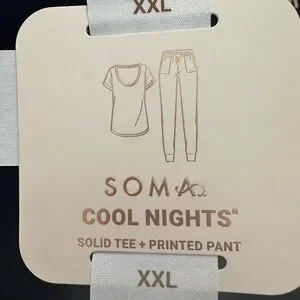 XXL
SOMA
COOL NIGHTS®
SOLID TEE + PRINTED PANT
XXL